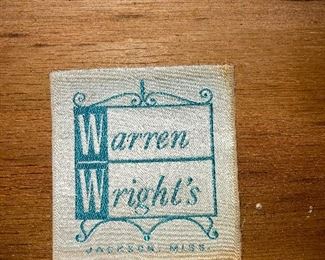 Warren
Wright's
JACKSON, MISS.